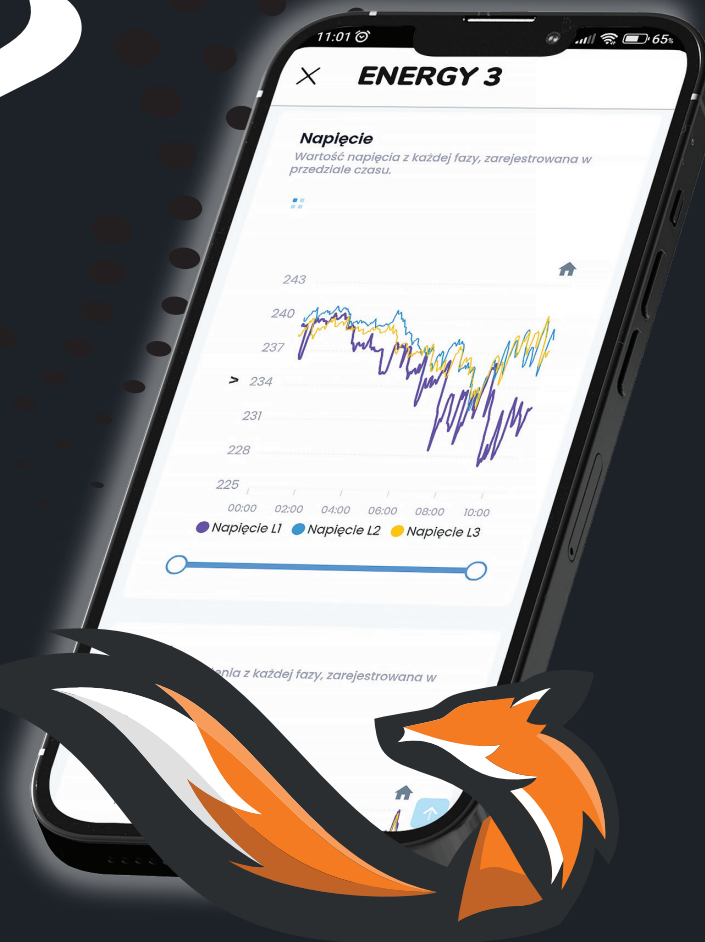 11:01
65%
ENERGY 3
Napięcie
Wartość napięcia z każdej fazy, zarejestrowana w
przedziale czasu.
243
240
237
V
234
231
228
225
00:00 02:00 04:00 06:00 08:00 10:00
Napięcie L1 Napięcie L2 Napięcie L3
z każdej fazy, zarejestrowana w